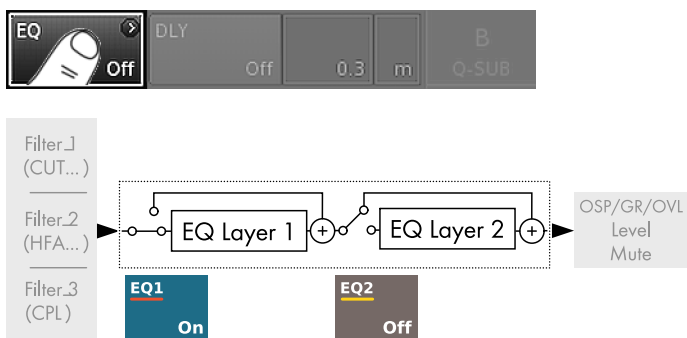 EQ
Off
DLY
Off
0.3
m
B
Q-SUB
Filter_1
(CUT...)
Filter_2
(HFA...)
Filter_3
(CPL)
EQ Layer 1
+
EQ Layer 2
+
OSP/GR/OVL
Level
Mute
EQ1
On
EQ2
Off